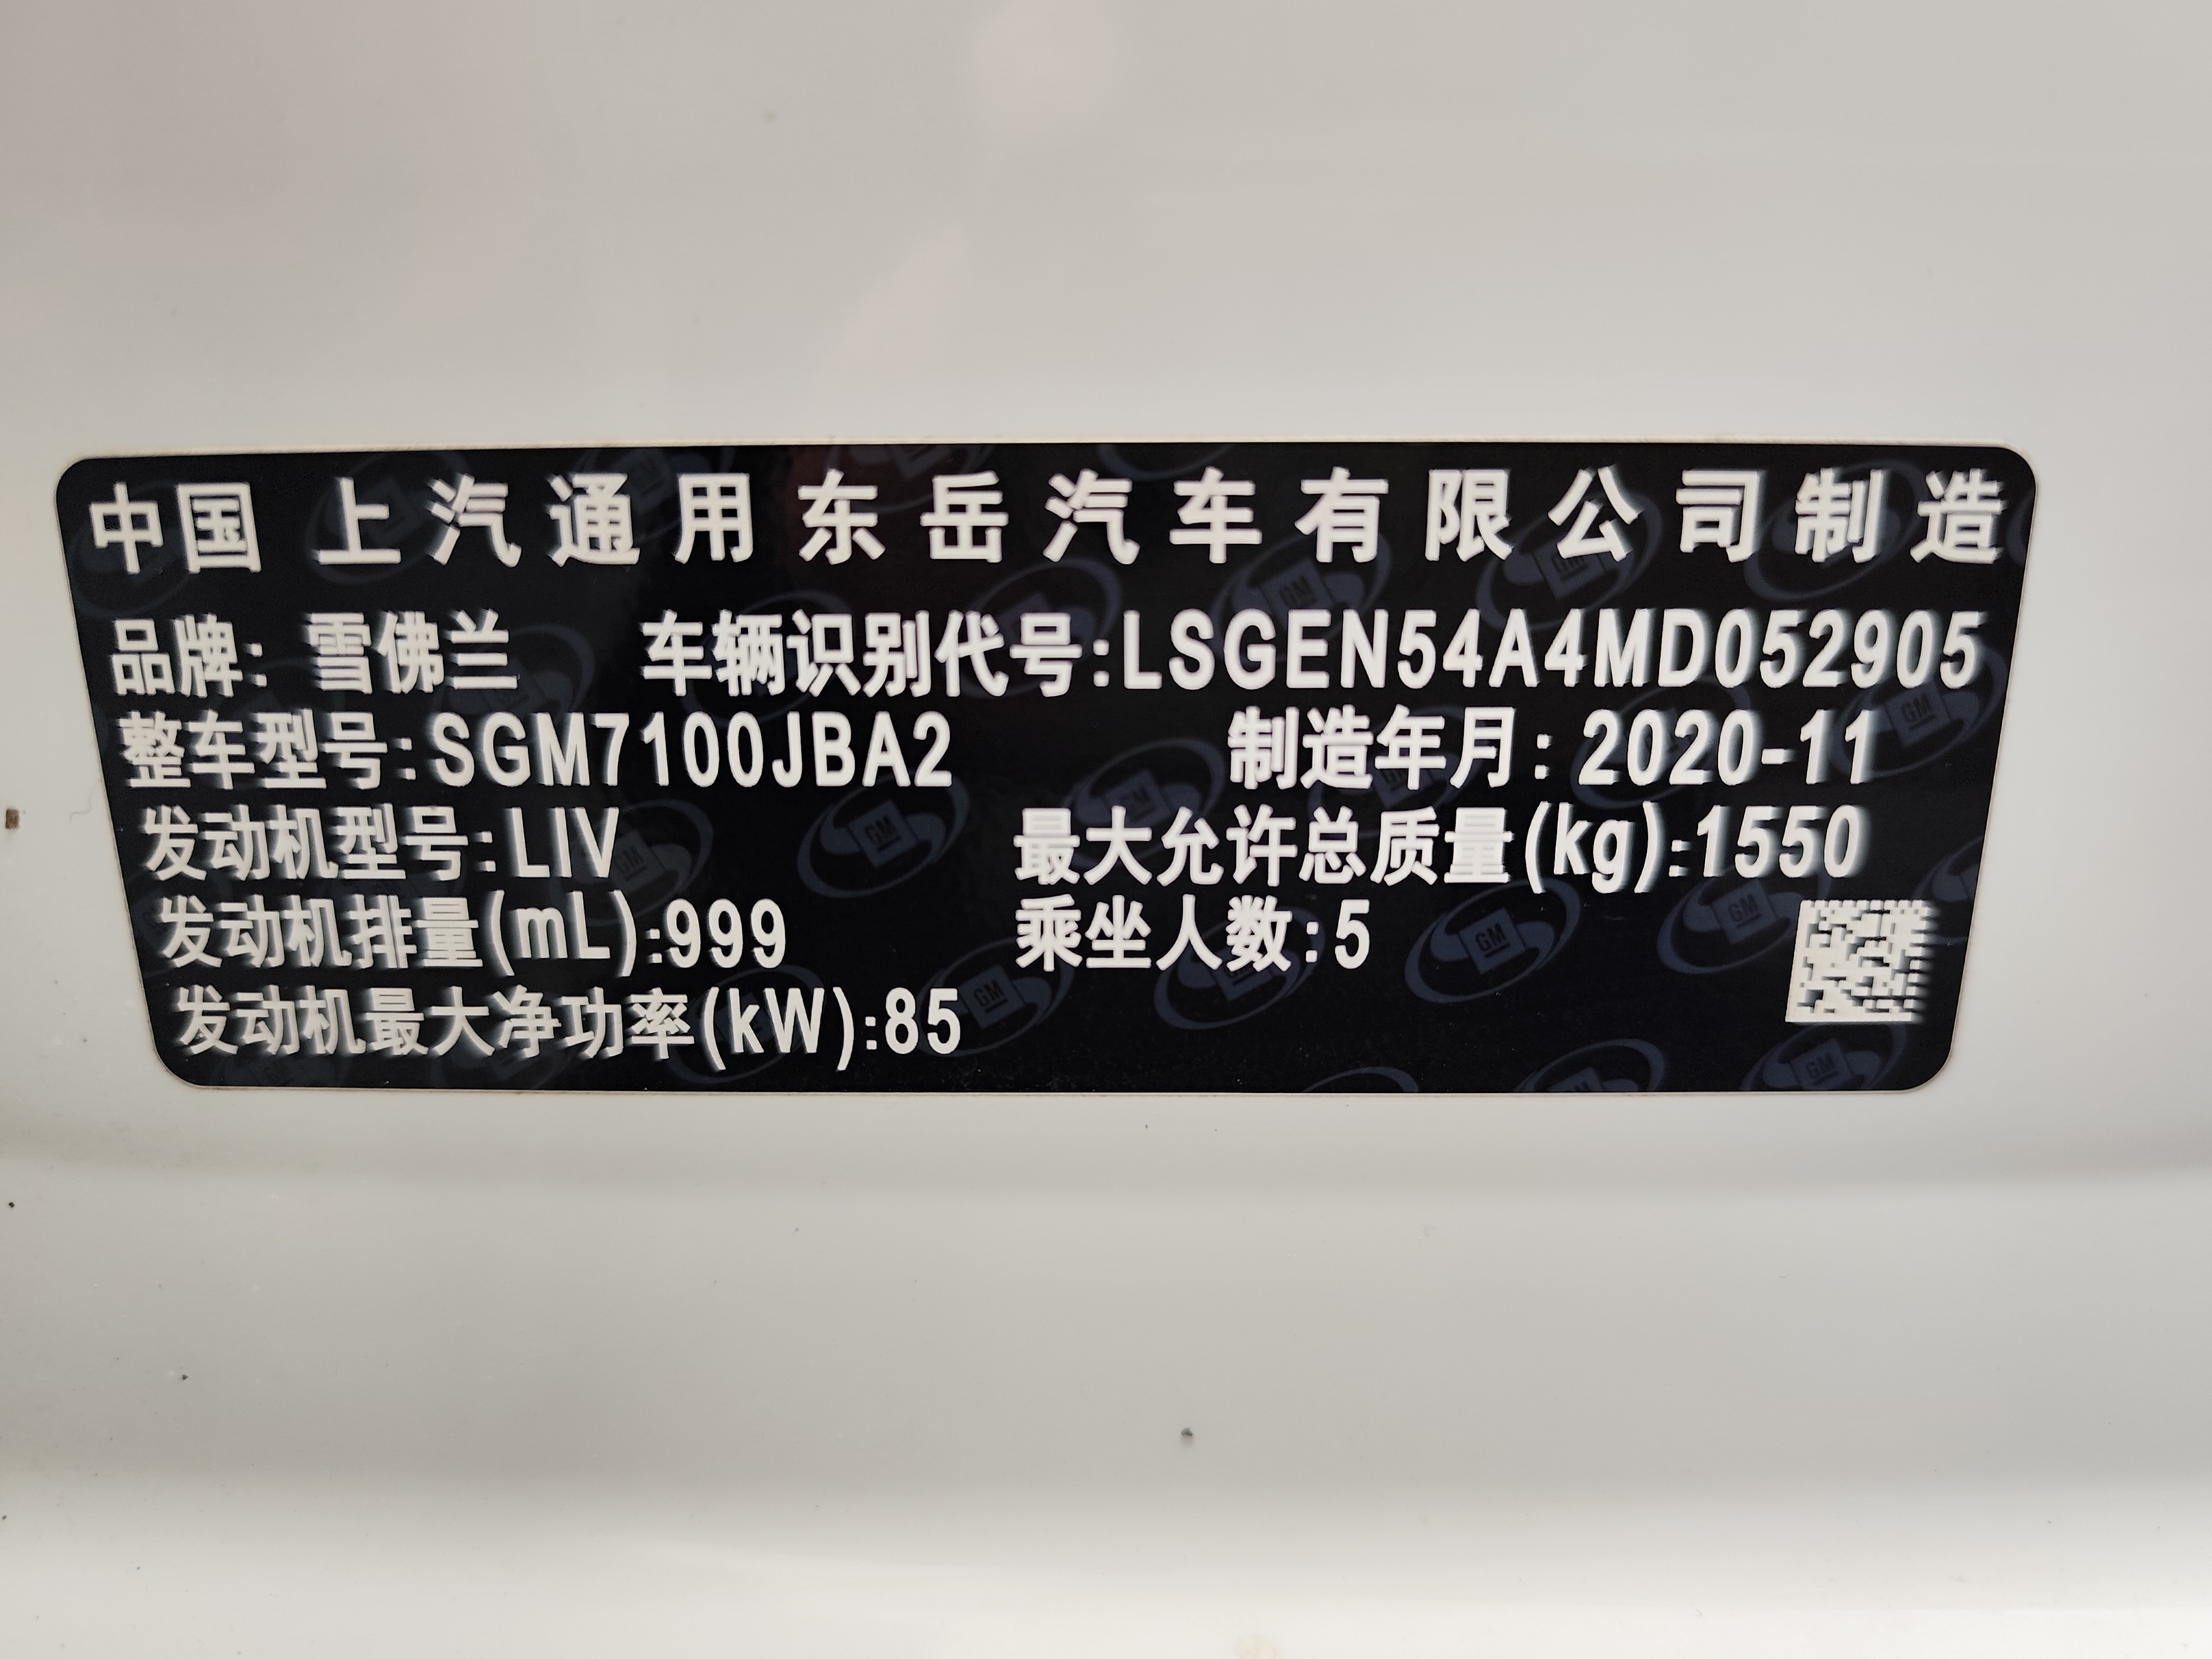 中国 上汽通用东岳汽车有限公司制造
品牌: 雪佛兰 车辆识别代号:LSGEN54A4MD052905
整车型号:SGM7100JBA2 制造年月: 2020-11
发动机型号:LIV 最大允许总质量(kg):1550
发动机排量(mL):999 乘坐人数:5
发动机最大净功率(kW):85